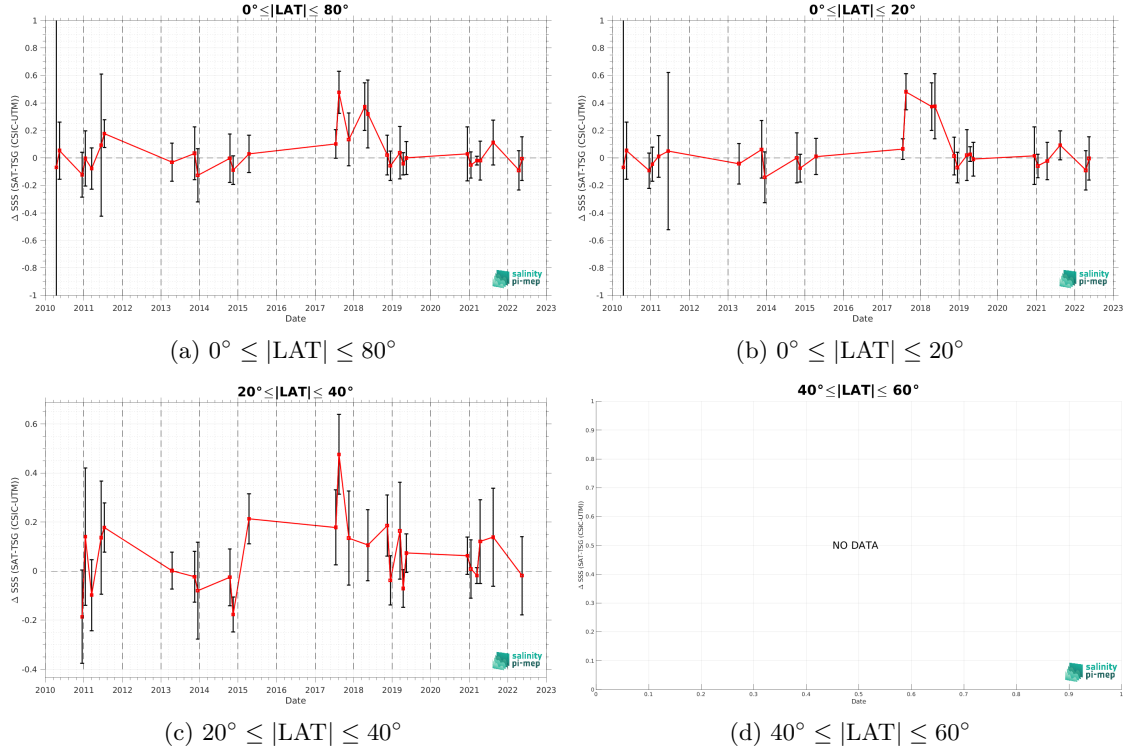 0°≤|LAT|≤ 80°
Δ SSS (SAT-TSG (CSIC-UTM))
1
0.8
0.6
0.4
0.2
0
-0.2
-0.4
-0.6
-0.8
-1
2010 2011 2012 2013 2014 2015 2016 2017 2018 2019 2020 2021 2022 2023
Date
salinity
pi-mep
(a) 0° ≤ |LAT| ≤ 80°
0°≤|LAT|≤ 20°
Δ SSS (SAT-TSG (CSIC-UTM))
1
0.8
0.6
0.4
0.2
0
-0.2
-0.4
-0.6
-0.8
-1
2010 2011 2012 2013 2014 2015 2016 2017 2018 2019 2020 2021 2022 2023
Date
salinity
pi-mep
(b) 0° ≤ |LAT| ≤ 20°
20°≤|LAT|≤ 40°
Δ SSS (SAT-TSG (CSIC-UTM))
0.6
0.4
0.2
0
-0.2
-0.4
2010 2011 2012 2013 2014 2015 2016 2017 2018 2019 2020 2021 2022 2023
Date
salinity
pi-mep
(c) 20° ≤ |LAT| ≤ 40°
40°≤|LAT|≤ 60°
Δ SSS (SAT-TSG (CSIC-UTM))
1
0.9
0.8
0.7
0.6
0.5
0.4
0.3
0.2
0.1
0
NO DATA
0 0.1 0.2 0.3 0.4 0.5 0.6 0.7 0.8 0.9 1
Date
salinity
pi-mep
(d) 40° ≤ |LAT| ≤ 60°